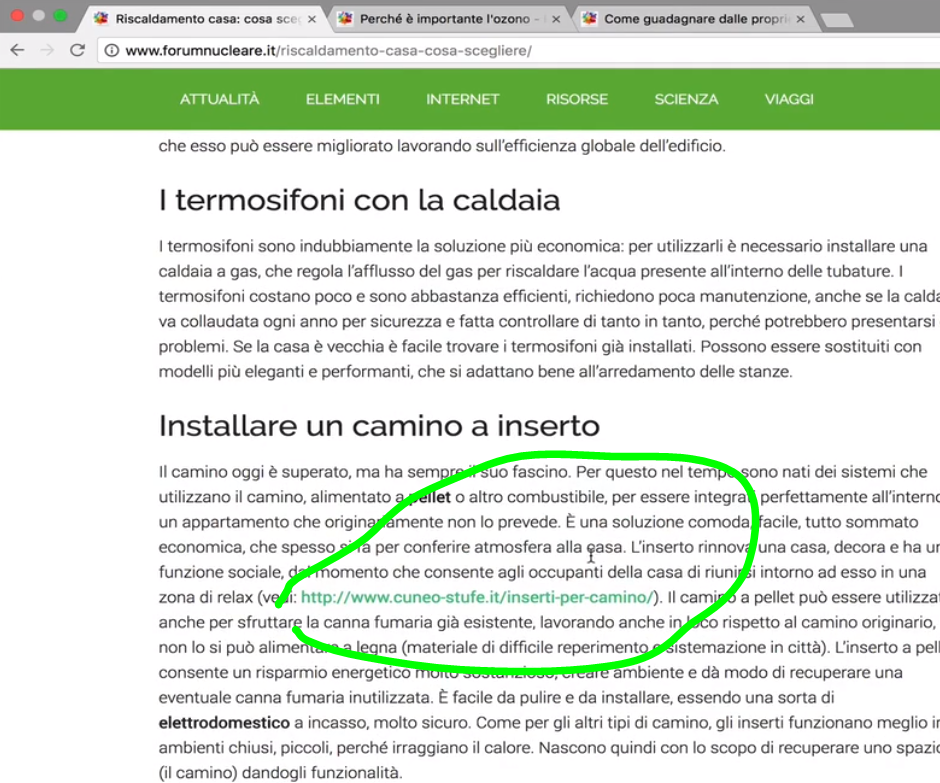 Riscaldamento casa: cosa sce
Perché è importante l'ozono -
Come guadagnare dalle propri
www.forumnucleare.it/riscaldamento-casa-cosa-scegliere/
ATTUALITÀ ELEMENTI INTERNET RISORSE SCIENZA VIAGGI
che esso può essere migliorato lavorando sull'efficienza globale dell'edificio.
I termosifoni con la caldaia
I termosifoni sono indubbiamente la soluzione più economica: per utilizzarli è necessario installare una
caldaia a gas, che regola l'afflusso del gas per riscaldare l'acqua presente all'interno delle tubature. I
termosifoni costano poco e sono abbastanza efficienti, richiedono poca manutenzione, anche se la calda
va collaudata ogni anno per sicurezza e fatta controllare di tanto in tanto, perché potrebbero presentarsi
problemi. Se la casa è vecchia è facile trovare i termosifoni già installati. Possono essere sostituiti con
modelli più eleganti e performanti, che si adattano bene all'arredamento delle stanze.
Installare un camino a inserto
Il camino oggi è superato, ma ha sempre il suo fascino. Per questo nel tempo sono nati dei sistemi che
utilizzano il camino, alimentato a pellet o altro combustibile, per essere integrati perfettamente all'interno
un appartamento che originariamente non lo prevede. È una soluzione comoda, facile, tutto sommato
economica, che spesso si fa per conferire atmosfera alla casa. L'inserto rinnova una casa, decora e ha un
funzione sociale, dal momento che consente agli occupanti della casa di riunirsi intorno ad esso in una
zona di relax (vedi: http://www.cuneo-stufe.it/inserti-per-camino/). Il camino a pellet può essere utilizzat
anche per sfruttare la canna fumaria già esistente, lavorando anche in loco rispetto al camino originario,
non lo si può alimentare a legna (materiale di difficile reperimento e sistemazione in città). L'inserto a pell
consente un risparmio energetico molto sostanzioso, creare ambiente e dà modo di recuperare una
eventuale canna fumaria inutilizzata. È facile da pulire e da installare, essendo una sorta di
elettrodomestico a incasso, molto sicuro. Come per gli altri tipi di camino, gli inserti funzionano meglio in
ambienti chiusi, piccoli, perché irraggiano il calore. Nascono quindi con lo scopo di recuperare uno spazio
(il camino) dandogli funzionalità.